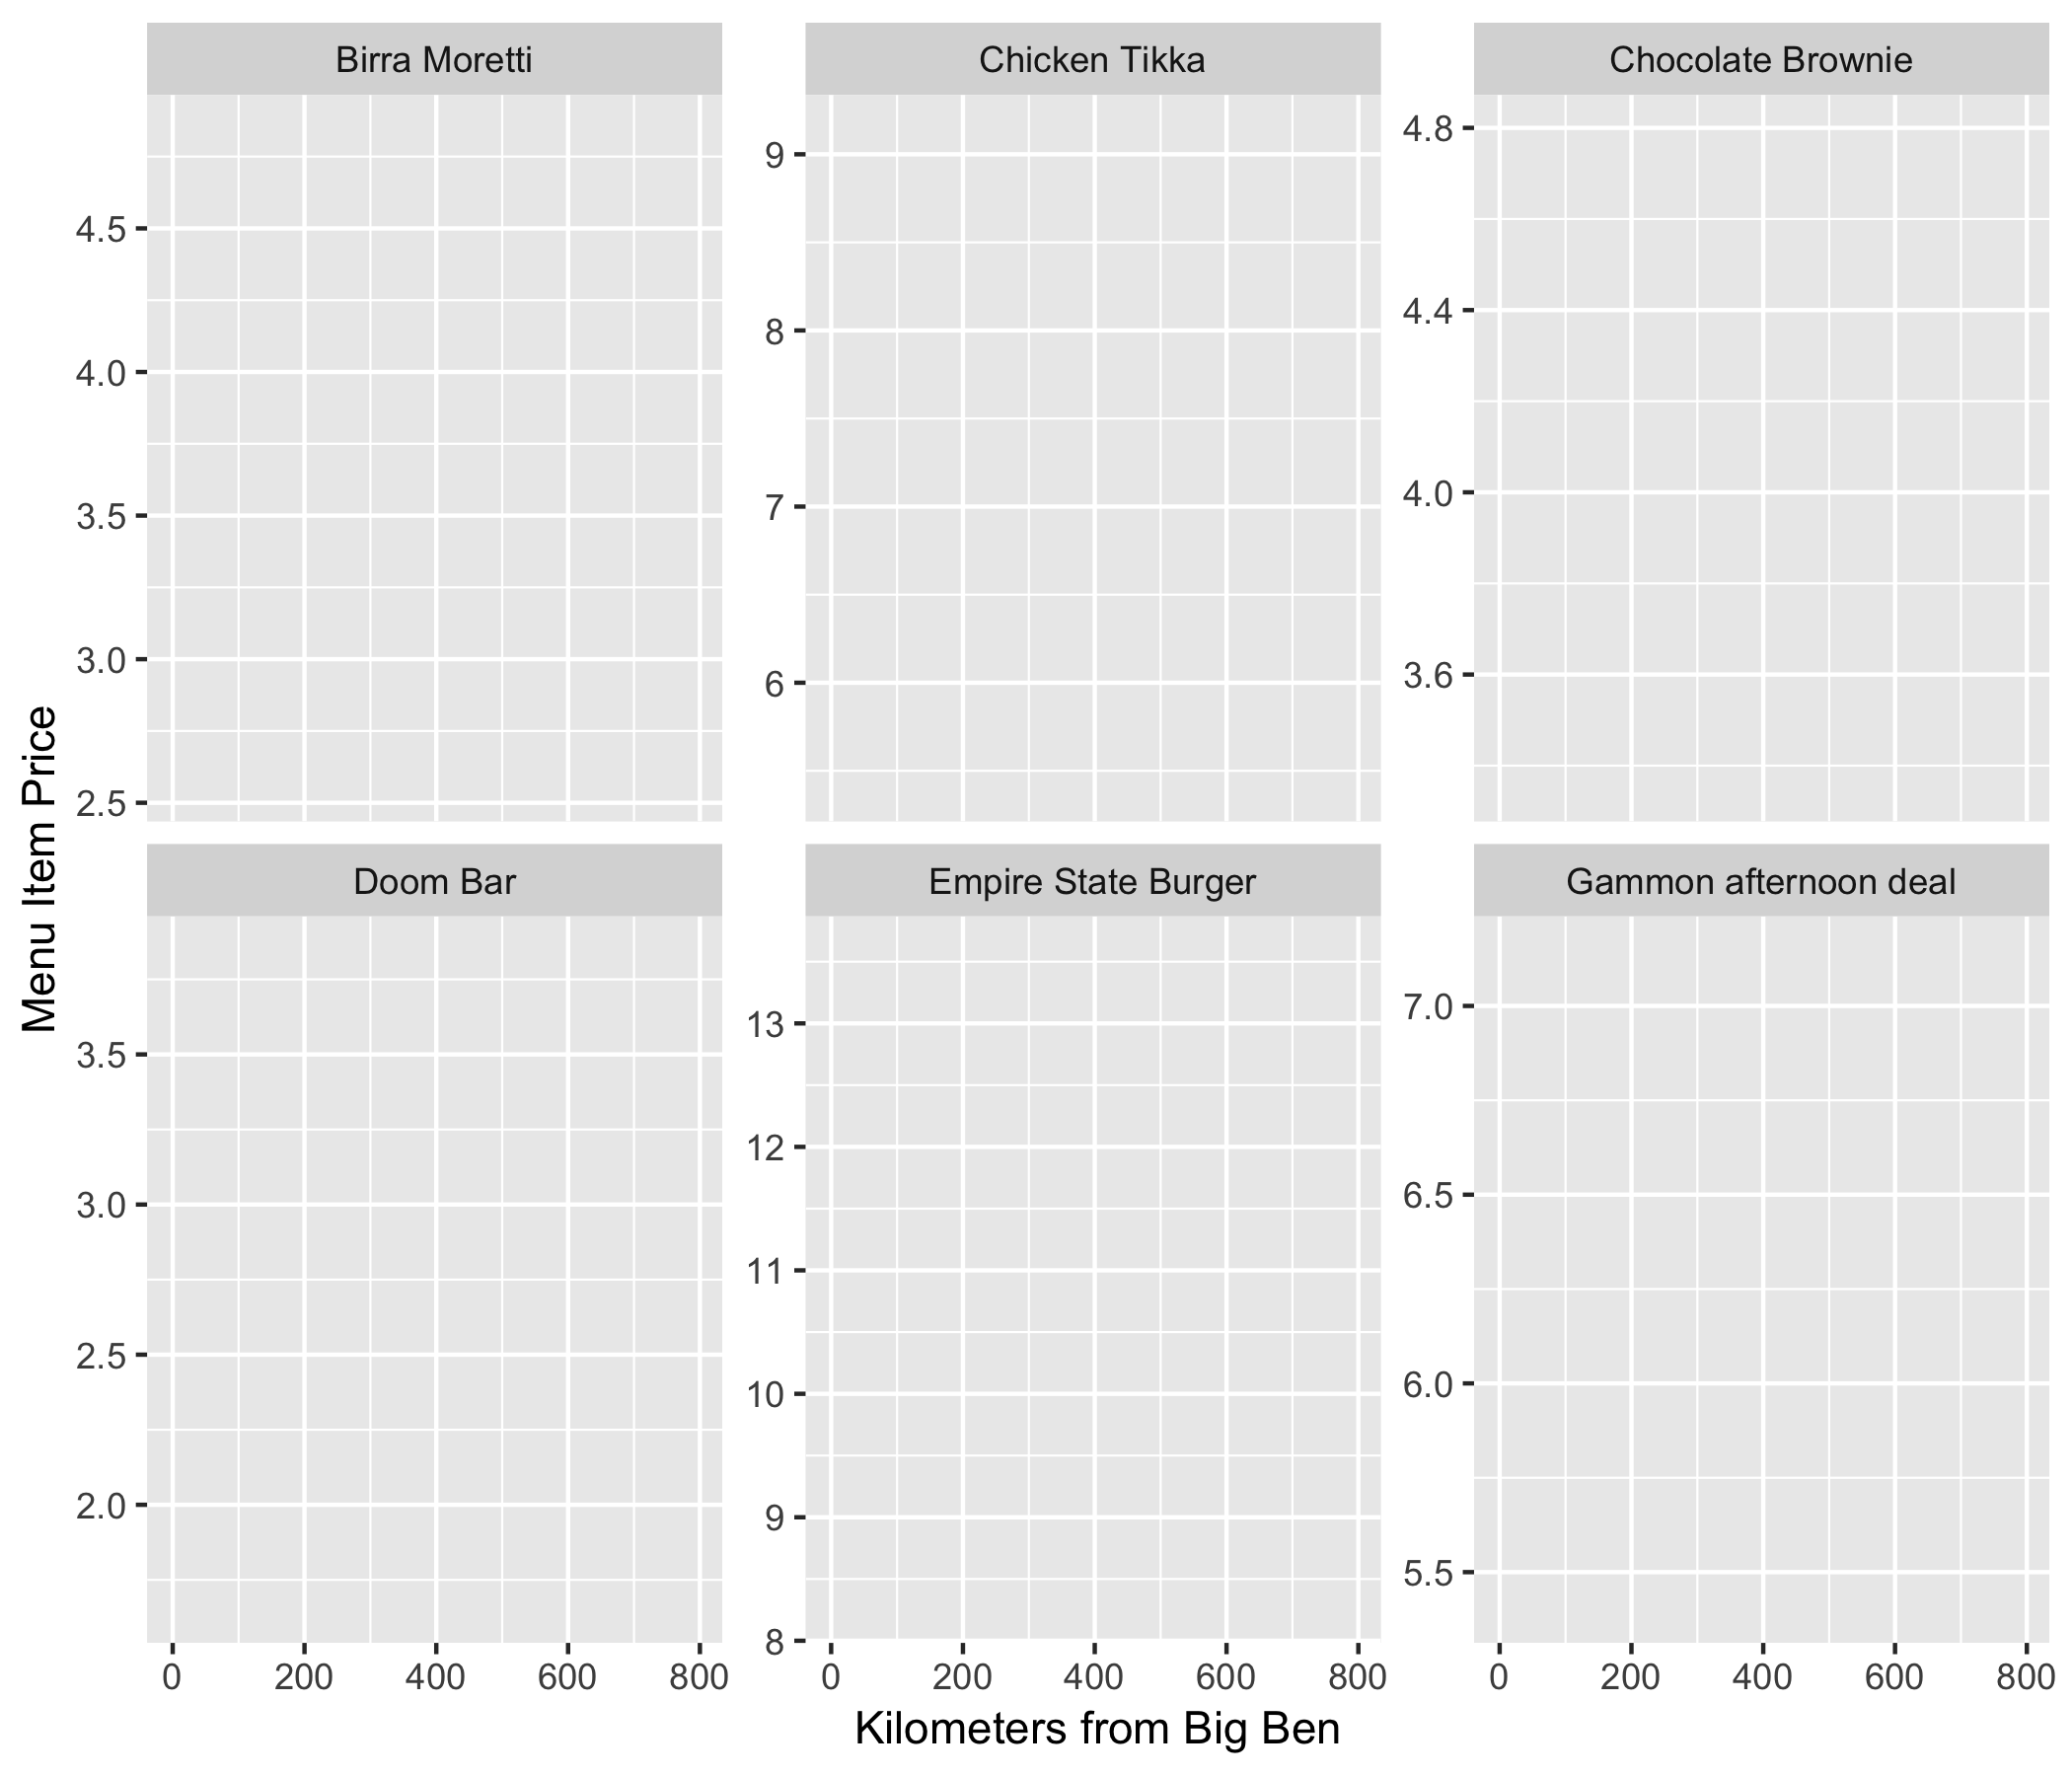 Birra Moretti
Chicken Tikka
Chocolate Brownie
4.5
4.0
3.5
3.0
2.5
9
8
7
6
4.8
4.4
4.0
3.6
Menu Item Price
Doom Bar
Empire State Burger
Gammon afternoon deal
3.5
3.0
2.5
2.0
13
12
11
10
9
8
7.0
6.5
6.0
5.5
0 200 400 600 800
0 200 400 600 800
0 200 400 600 800
Kilometers from Big Ben